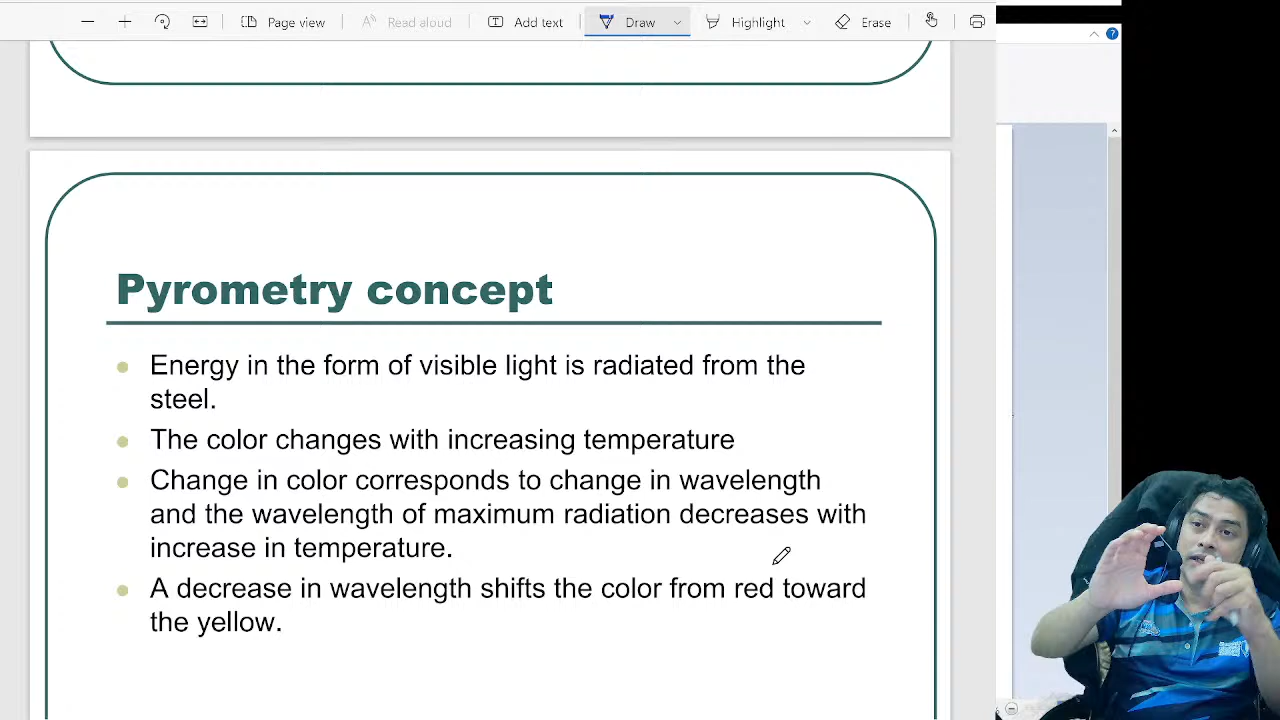 Page view
Read aloud
Add text
Draw
Highlight
Erase
Pyrometry concept
Energy in the form of visible light is radiated from the
steel.
The color changes with increasing temperature
Change in color corresponds to change in wavelength
and the wavelength of maximum radiation decreases with
increase in temperature.
A decrease in wavelength shifts the color from red toward
the yellow.